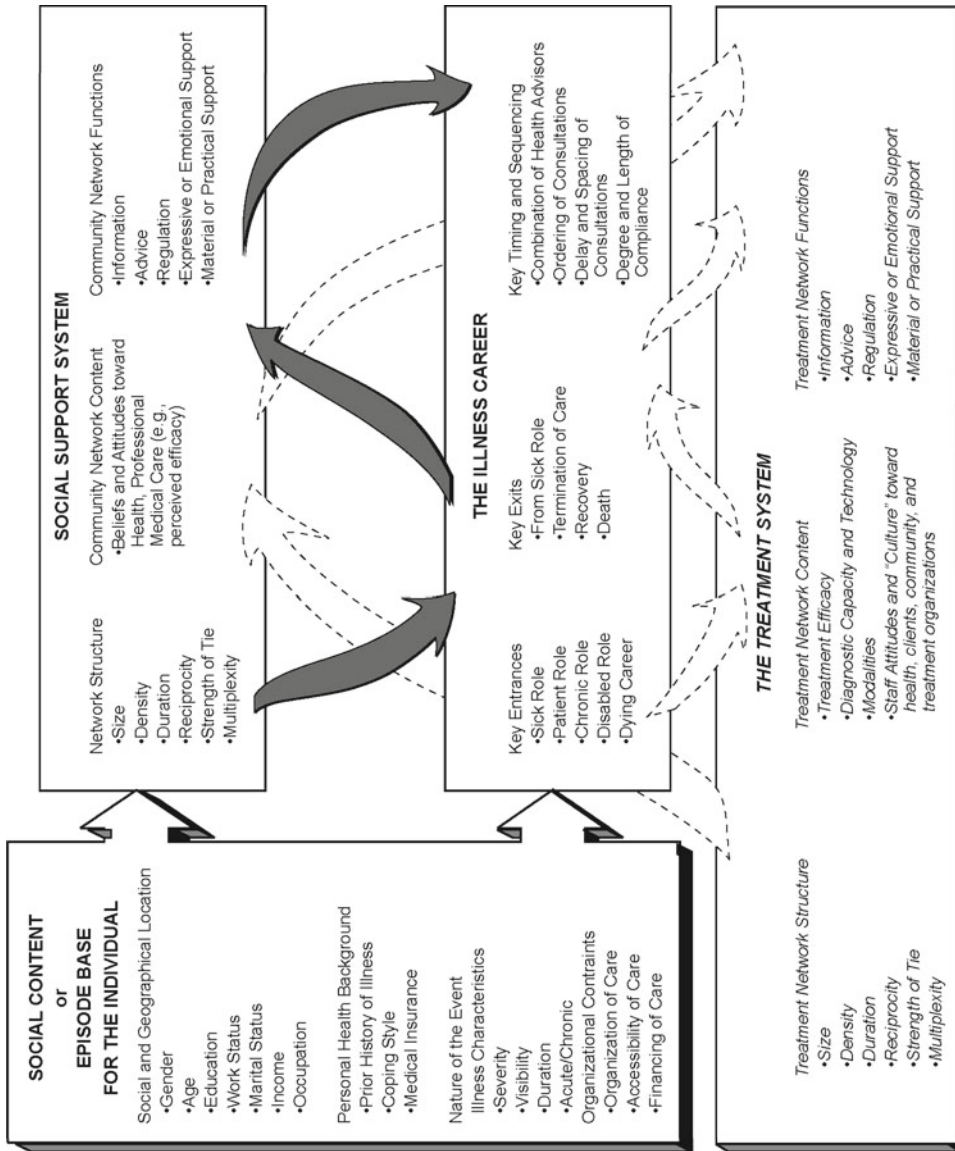 SOCIAL CONTENT
or
EPISODE BASE
FOR THE INDIVIDUAL
Social and Geographical Location
•Gender
•Age
•Education
•Work Status
•Marital Status
•Income
•Occupation
Personal Health Background
•Prior History of Illness
•Coping Style
•Medical Insurance
Nature of the Event
Illness Characteristics
•Severity
•Visibility
•Duration
•Acute/Chronic
Organizational Constraints
•Organization of Care
•Accessibility of Care
•Financing of Care
SOCIAL SUPPORT SYSTEM
Network Structure
•Size
•Density
•Duration
•Reciprocity
•Strength of Tie
•Multiplexity
Community Network Content
•Beliefs and Attitudes toward
Health, Professional
Medical Care (e.g.,
perceived efficacy)
Community Network Functions
•Information
•Advice
•Regulation
•Expressive or Emotional Support
•Material or Practical Support
THE ILLNESS CAREER
Key Entrances
•Sick Role
•Patient Role
•Chronic Role
•Disabled Role
•Dying Career
Key Exits
•From Sick Role
•Termination of Care
•Recovery
•Death
Key Timing and Sequencing
•Combination of Health Advisors
•Ordering of Consultations
•Delay and Spacing of
Consultations
•Degree and Length of
Compliance
THE TREATMENT SYSTEM
Treatment Network Structure
•Size
•Density
•Duration
•Reciprocity
•Strength of Tie
•Multiplexity
Treatment Network Content
•Treatment Efficacy
•Diagnostic Capacity and Technology
•Modalities
•Staff Attitudes and "Culture" toward
health, clients, community, and
treatment organizations
Treatment Network Functions
•Information
•Advice
•Regulation
•Expressive or Emotional Support
•Material or Practical Support